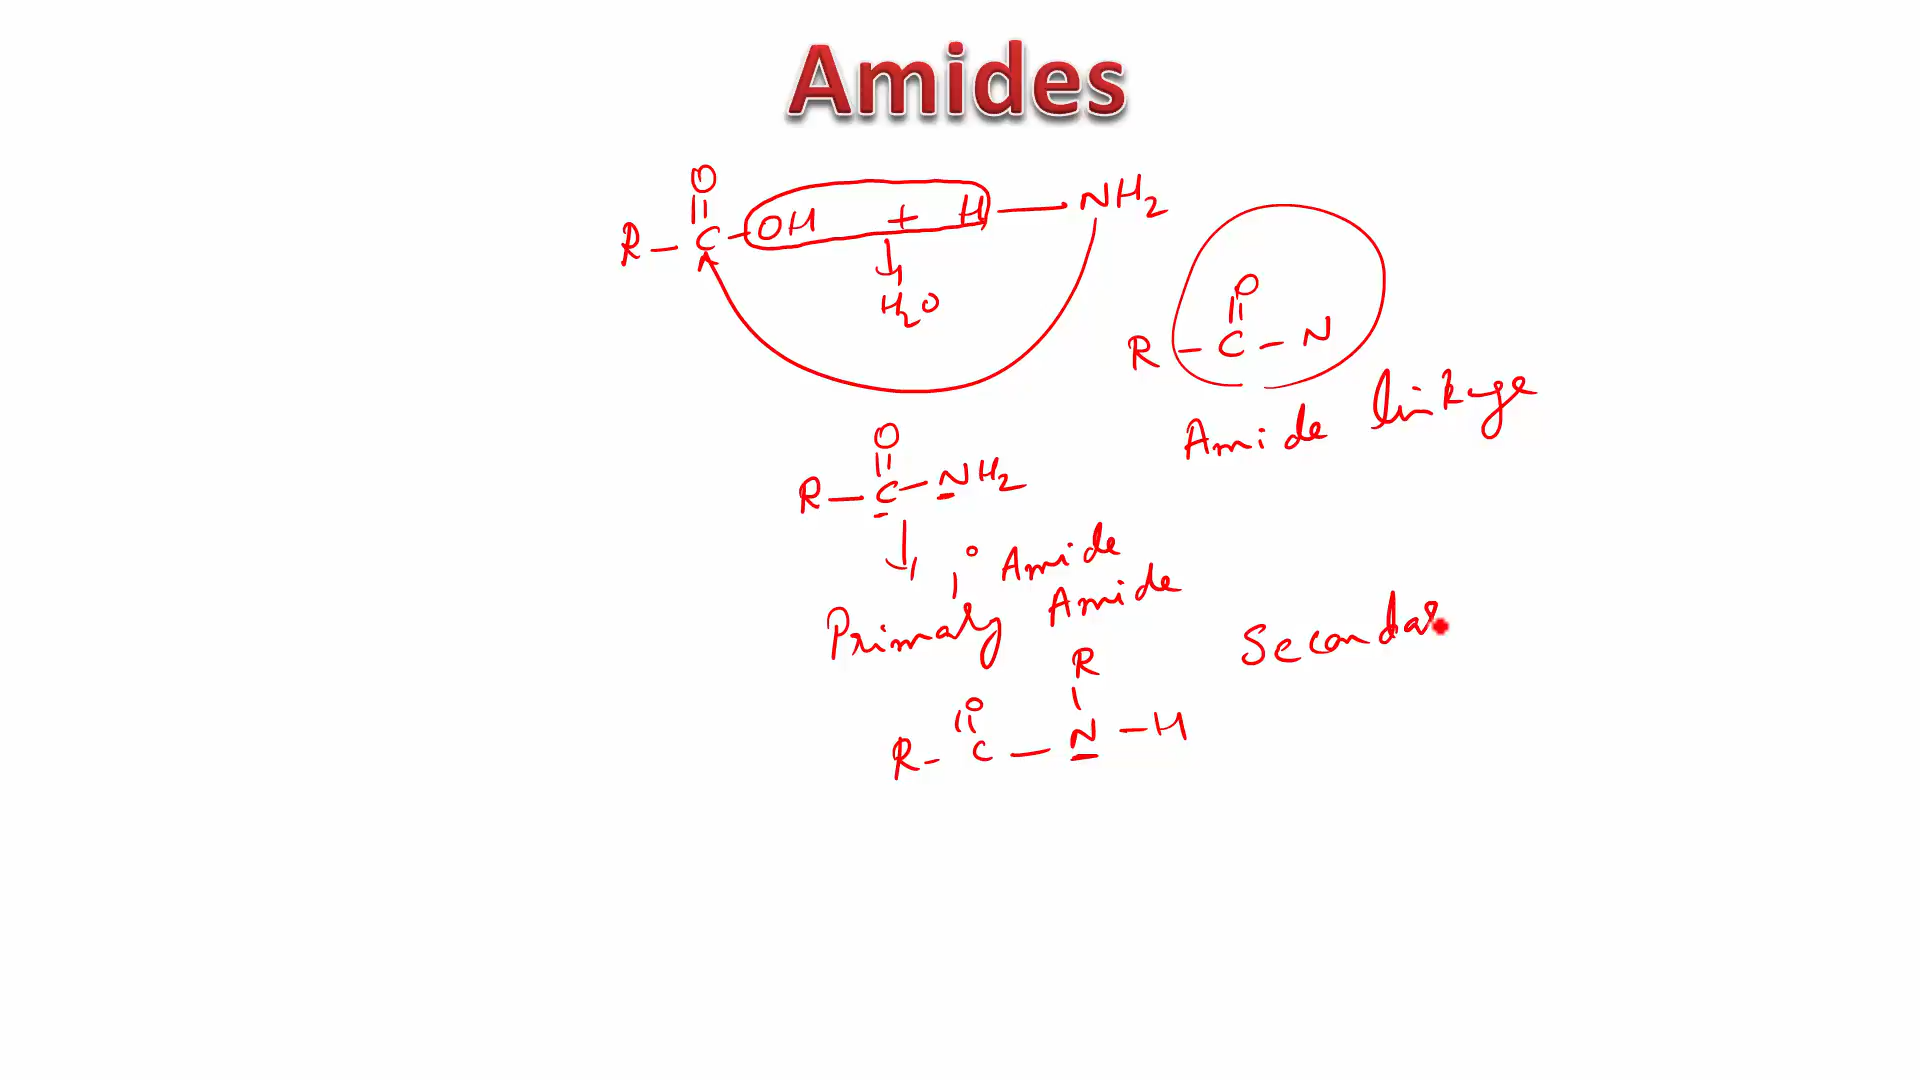 Amides
O
R – C – OH + H – NH2
H2O
O
R – C – N
Amide linkage
O
R – C – NH2
1° Amide
Primary Amide
Secondar
R
O
R – C – N – H